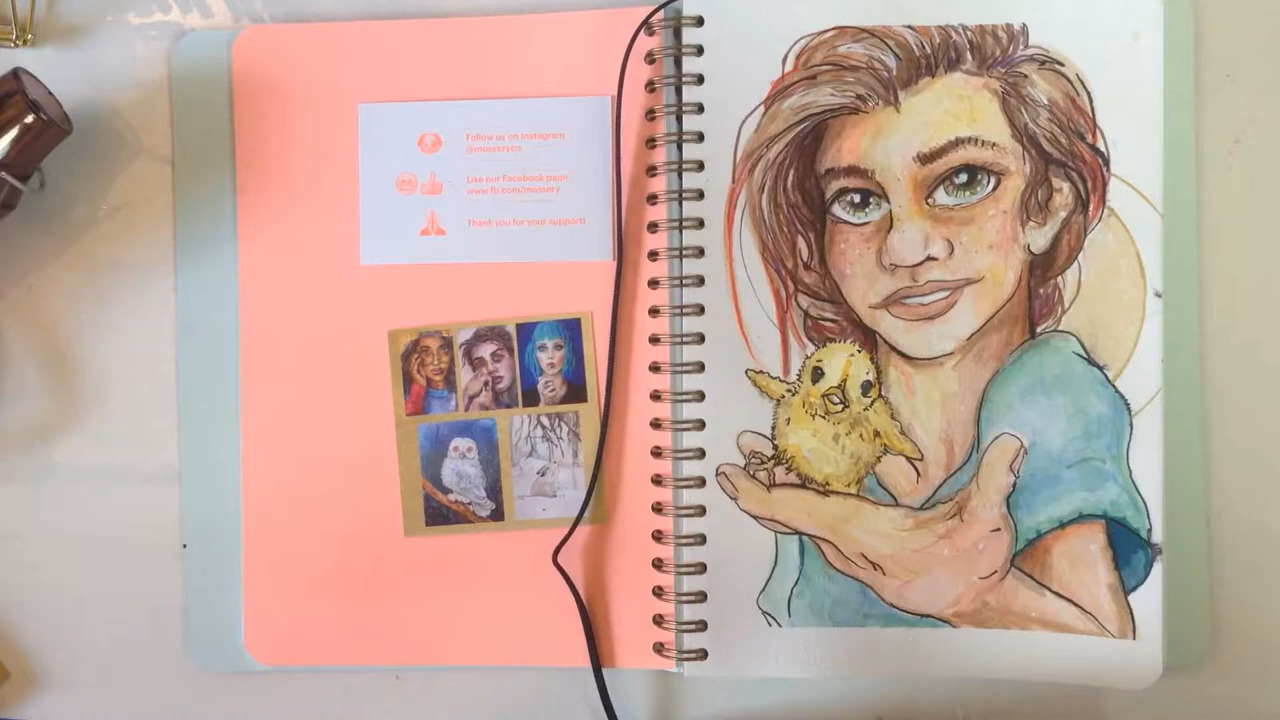 Follow us on Instagram
@mosseryco
Like our Facebook page
www.fb.com/mossery
Thank you for your support!